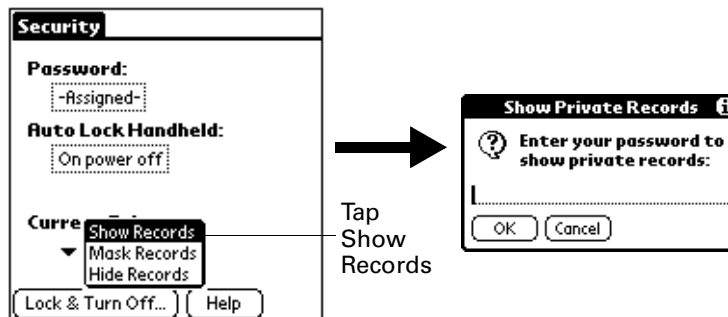 Security
Password:
-Assigned-
Auto Lock Handheld:
On power off
Curre
Show Records
Mask Records
Hide Records
Lock & Turn Off...
Help
Tap
Show
Records
Show Private Records
Enter your password to
show private records:
OK
Cancel